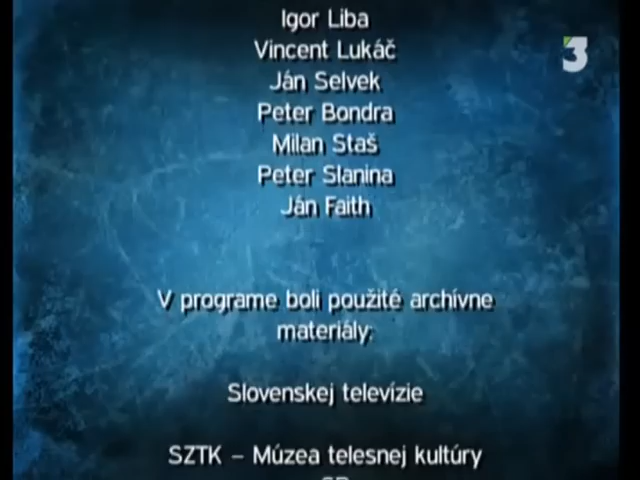 Igor Liba
3
Vincent Lukáč
Ján Selvek
Peter Bondra
Milan Staš
Peter Slanina
Ján Faith
V programe boli použité archívne
materiály:
Slovenskej televízie
SZTK – Múzea telesnej kultúry